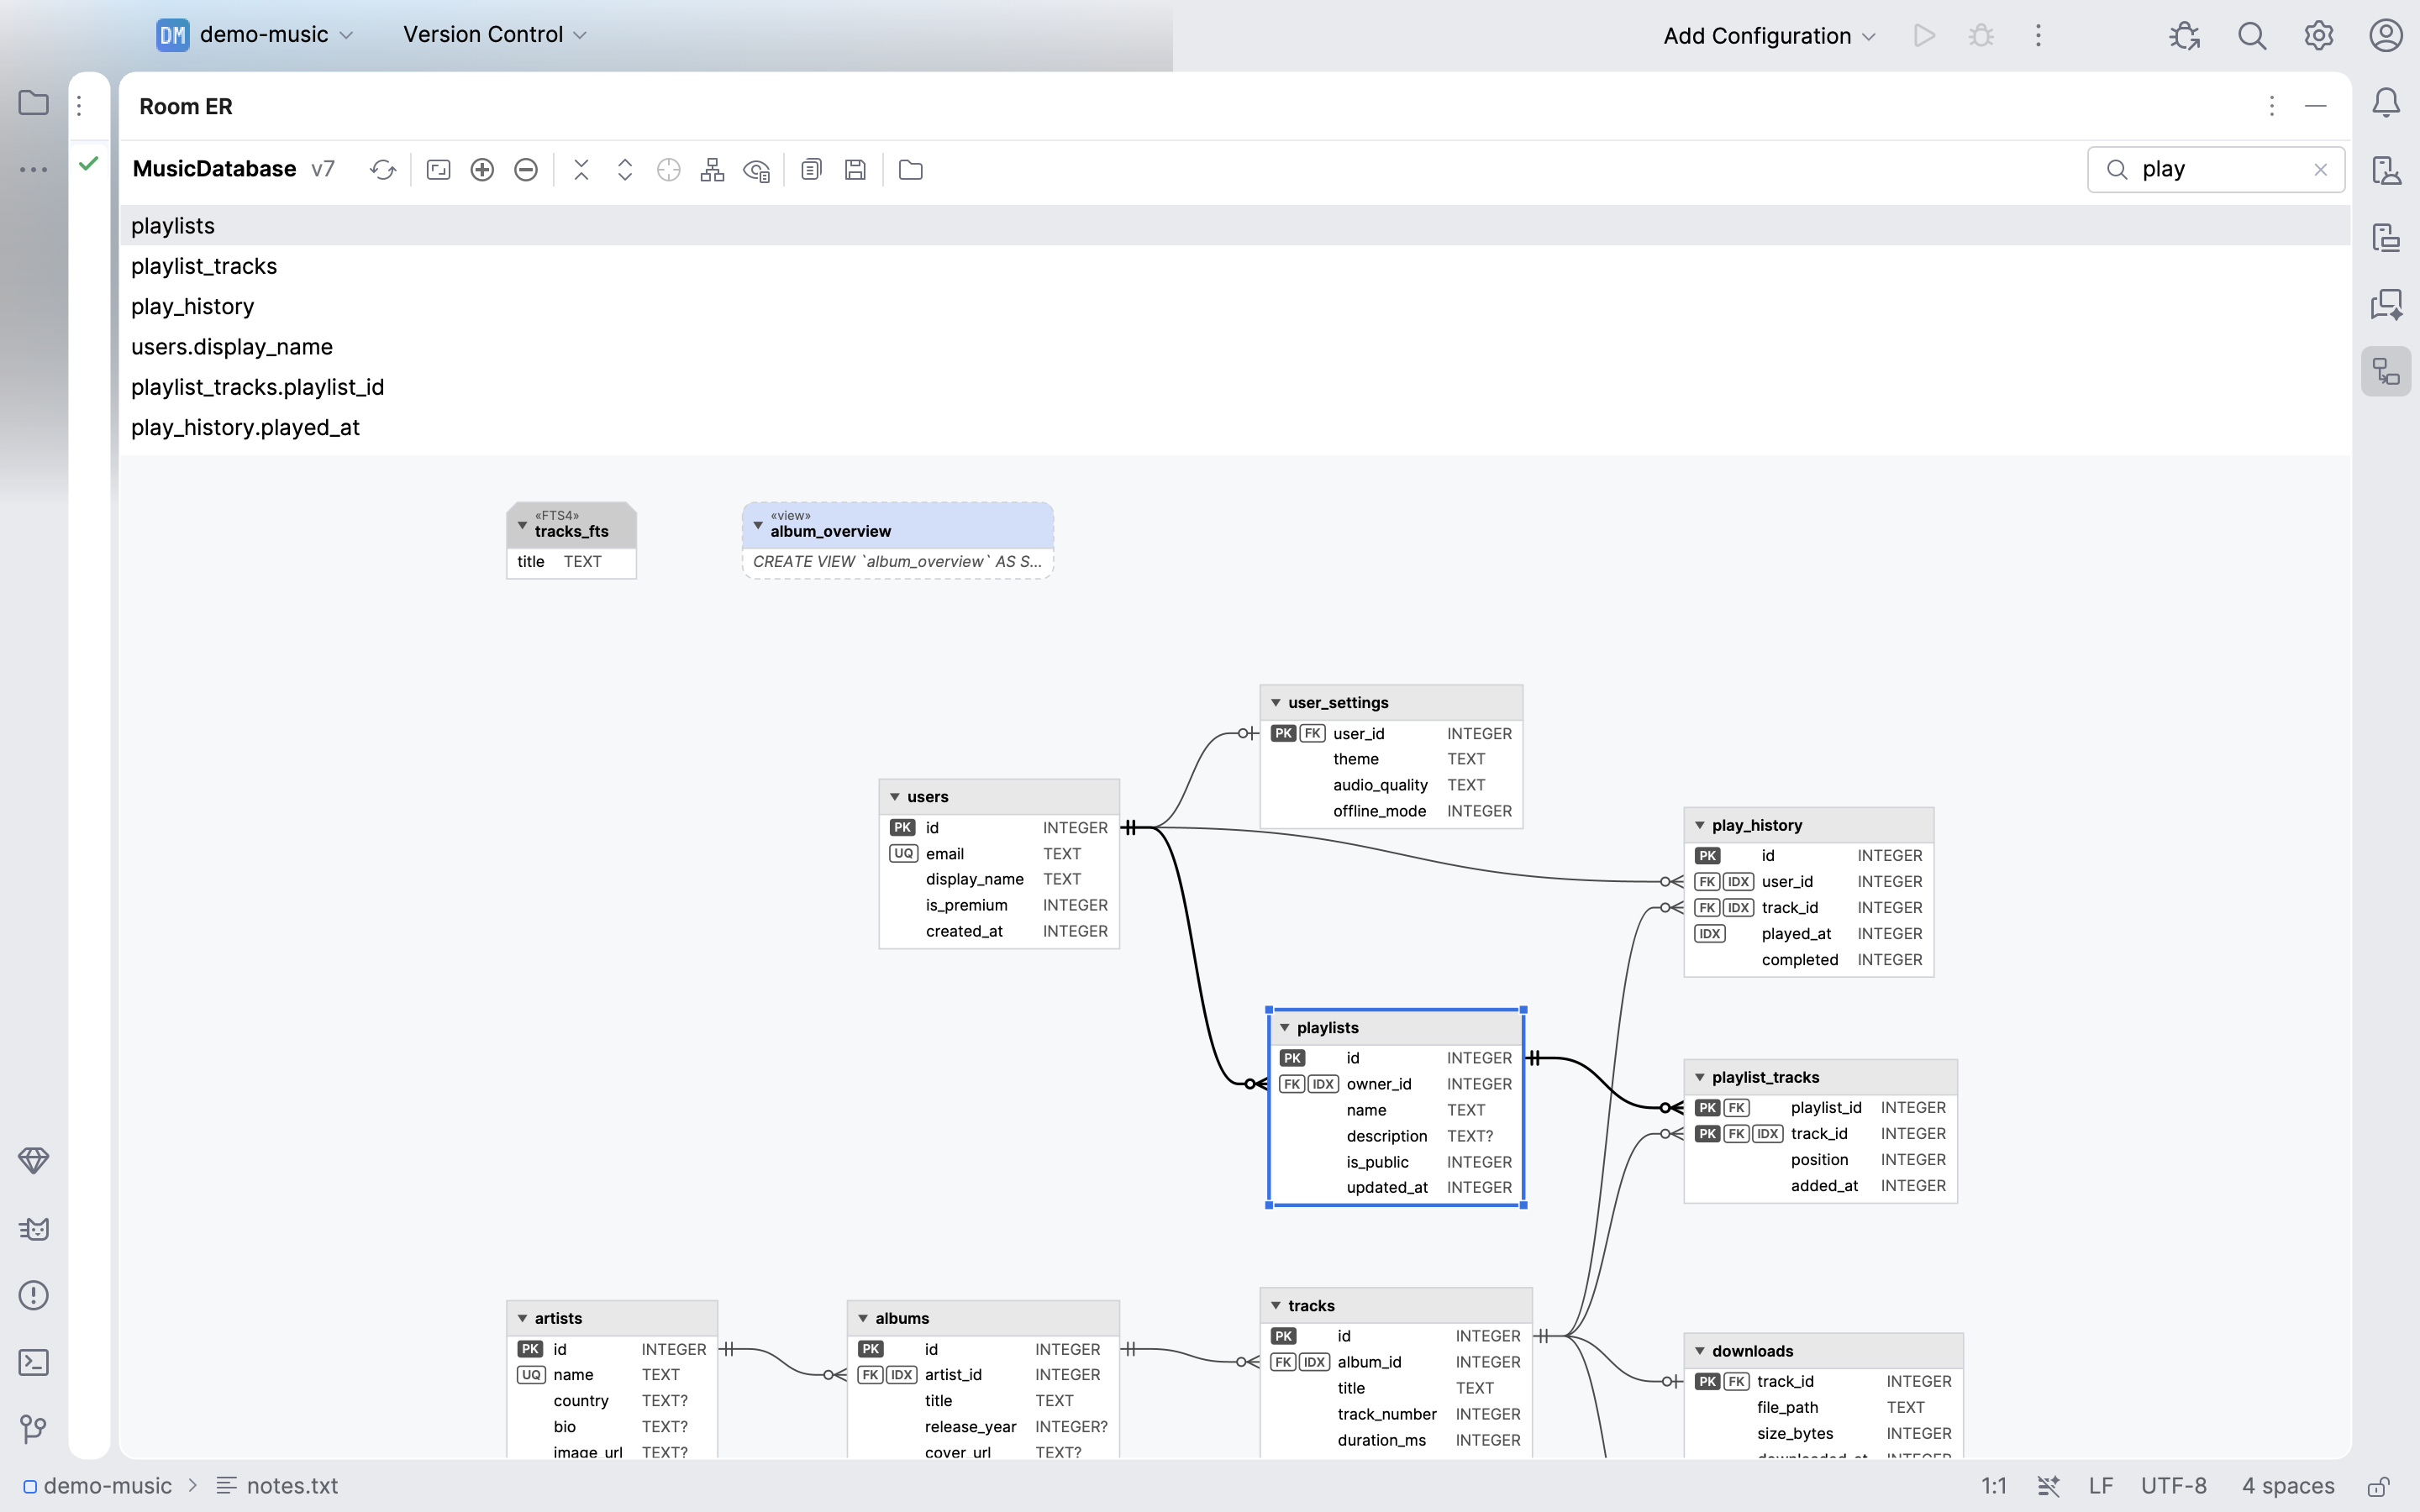 DM demo-music Version Control Add Configuration
Room ER
MusicDatabase v7 play
playlists
playlist_tracks
play_history
users.display_name
playlist_tracks.playlist_id
play_history.played_at
«FTS4»
tracks_fts
title TEXT
«view»
album_overview
CREATE VIEW `album_overview` AS S...
user_settings
PK FK user_id INTEGER
theme TEXT
audio_quality TEXT
offline_mode INTEGER
users
PK id INTEGER
UQ email TEXT
display_name TEXT
is_premium INTEGER
created_at INTEGER
play_history
PK id INTEGER
FK IDX user_id INTEGER
FK IDX track_id INTEGER
IDX played_at INTEGER
completed INTEGER
playlists
PK id INTEGER
FK IDX owner_id INTEGER
name TEXT
description TEXT?
is_public INTEGER
updated_at INTEGER
playlist_tracks
PK FK playlist_id INTEGER
PK FK IDX track_id INTEGER
position INTEGER
added_at INTEGER
artists
PK id INTEGER
UQ name TEXT
country TEXT?
bio TEXT?
image_url TEXT?
albums
PK id INTEGER
FK IDX artist_id INTEGER
title TEXT
release_year INTEGER?
cover_url TEXT?
tracks
PK id INTEGER
FK IDX album_id INTEGER
title TEXT
track_number INTEGER
duration_ms INTEGER
downloads
PK FK track_id INTEGER
file_path TEXT
size_bytes INTEGER
demo-music > notes.txt 1:1 LF UTF-8 4 spaces